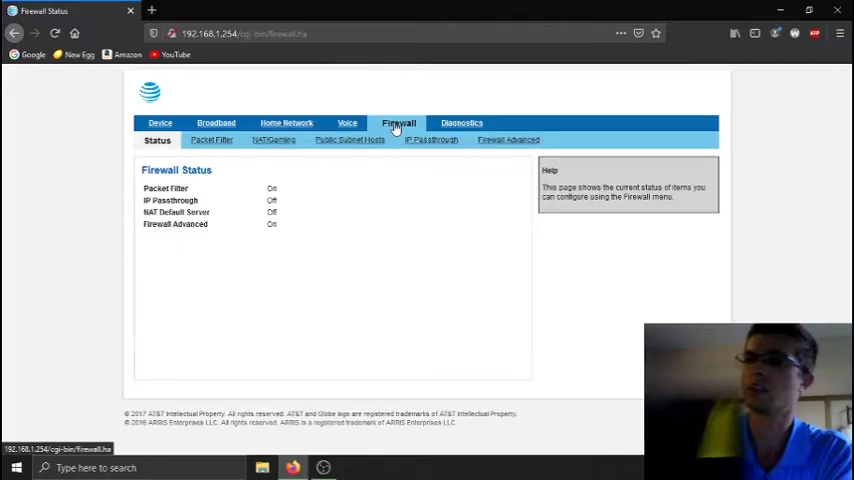 Firewall Status
192.168.1.254/cgi-bin/firewall.ha
Google New Egg Amazon YouTube
Device Broadband Home Network Voice Firewall Diagnostics
Status Packet Filter NAT/Gaming Public Subnet Hosts IP Passthrough Firewall Advanced
Firewall Status
Packet Filter On
IP Passthrough Off
NAT Default Server Off
Firewall Advanced On
Help
This page shows the current status of items you
can configure using the Firewall menu.
© 2017 AT&T Intellectual Property. All rights reserved. AT&T and Globe logos are registered trademarks of AT&T Intellectual Property.
© 2016 ARRIS Enterprises LLC. All rights reserved. ARRIS is a registered trademark of ARRIS Enterprises LLC.
192.168.1.254/cgi-bin/firewall.ha
Type here to search